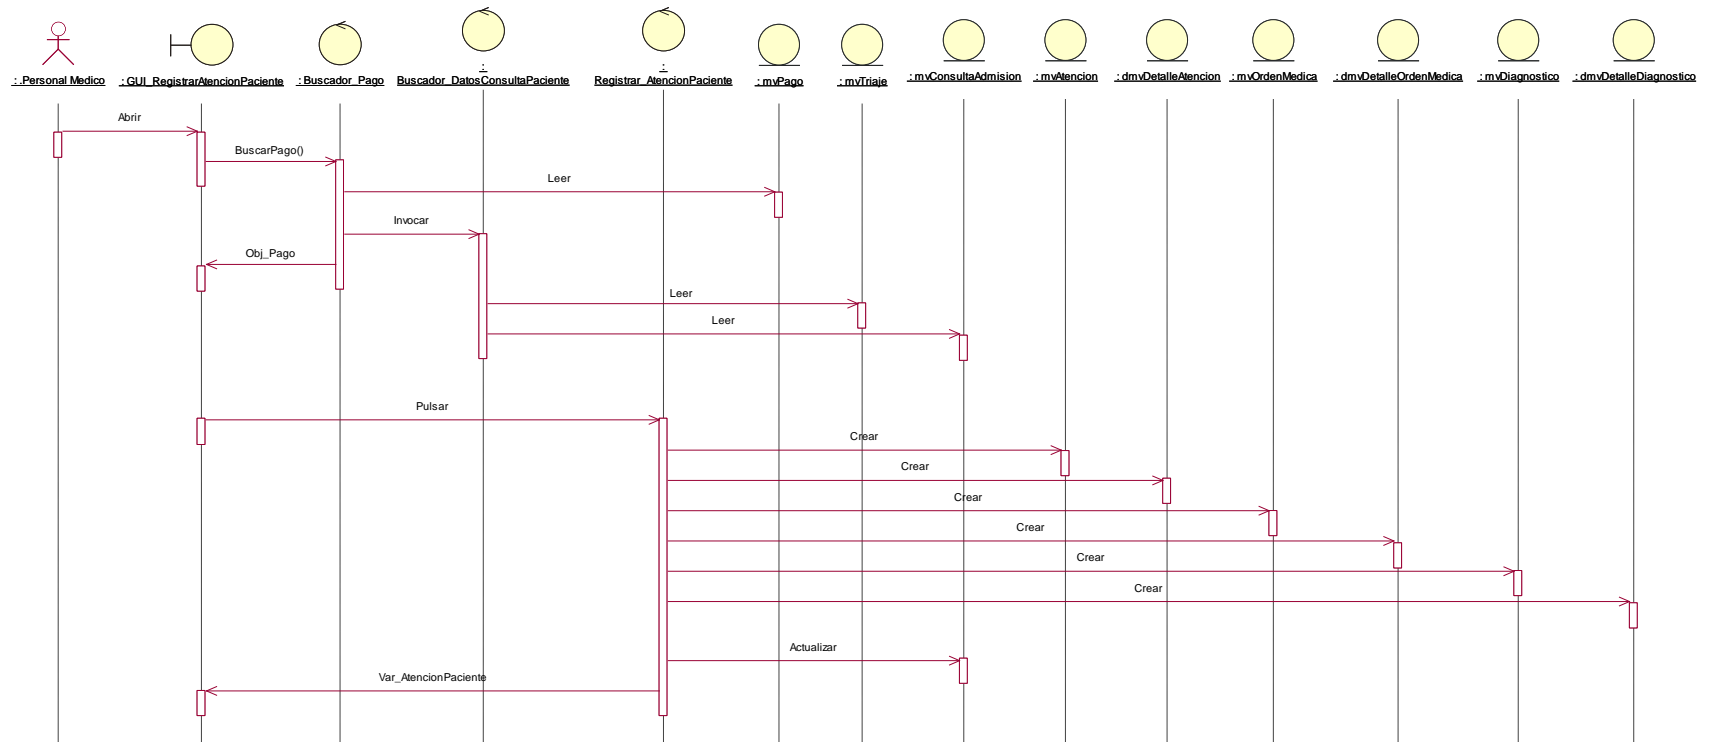 : .Personal Medico
: GUI_RegistrarAtencionPaciente
: Buscador_Pago
:
Buscador_DatosConsultaPaciente
:
Registrar_AtencionPaciente
: mvPago
: mvTriaje
: mvConsultaAdmision
: mvAtencion
: dmvDetalleAtencion
: mvOrdenMedica
: dmvDetalleOrdenMedica
: mvDiagnostico
: dmvDetalleDiagnostico
Abrir
BuscarPago()
Leer
Invocar
Obj_Pago
Leer
Leer
Pulsar
Crear
Crear
Crear
Crear
Crear
Crear
Actualizar
Var_AtencionPaciente